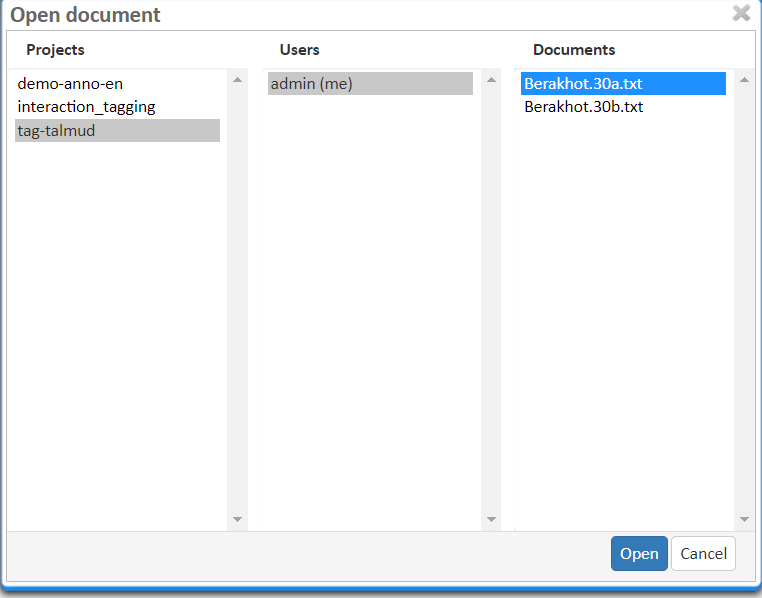 Open document
Projects Users Documents
demo-anno-en admin (me) Berakhot.30a.txt
interaction_tagging Berakhot.30b.txt
tag-talmud
Open Cancel